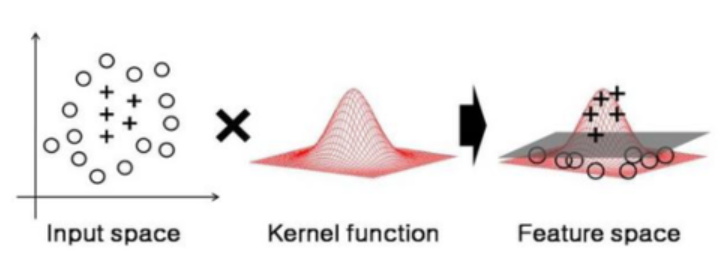 Input space
Kernel function
Feature space